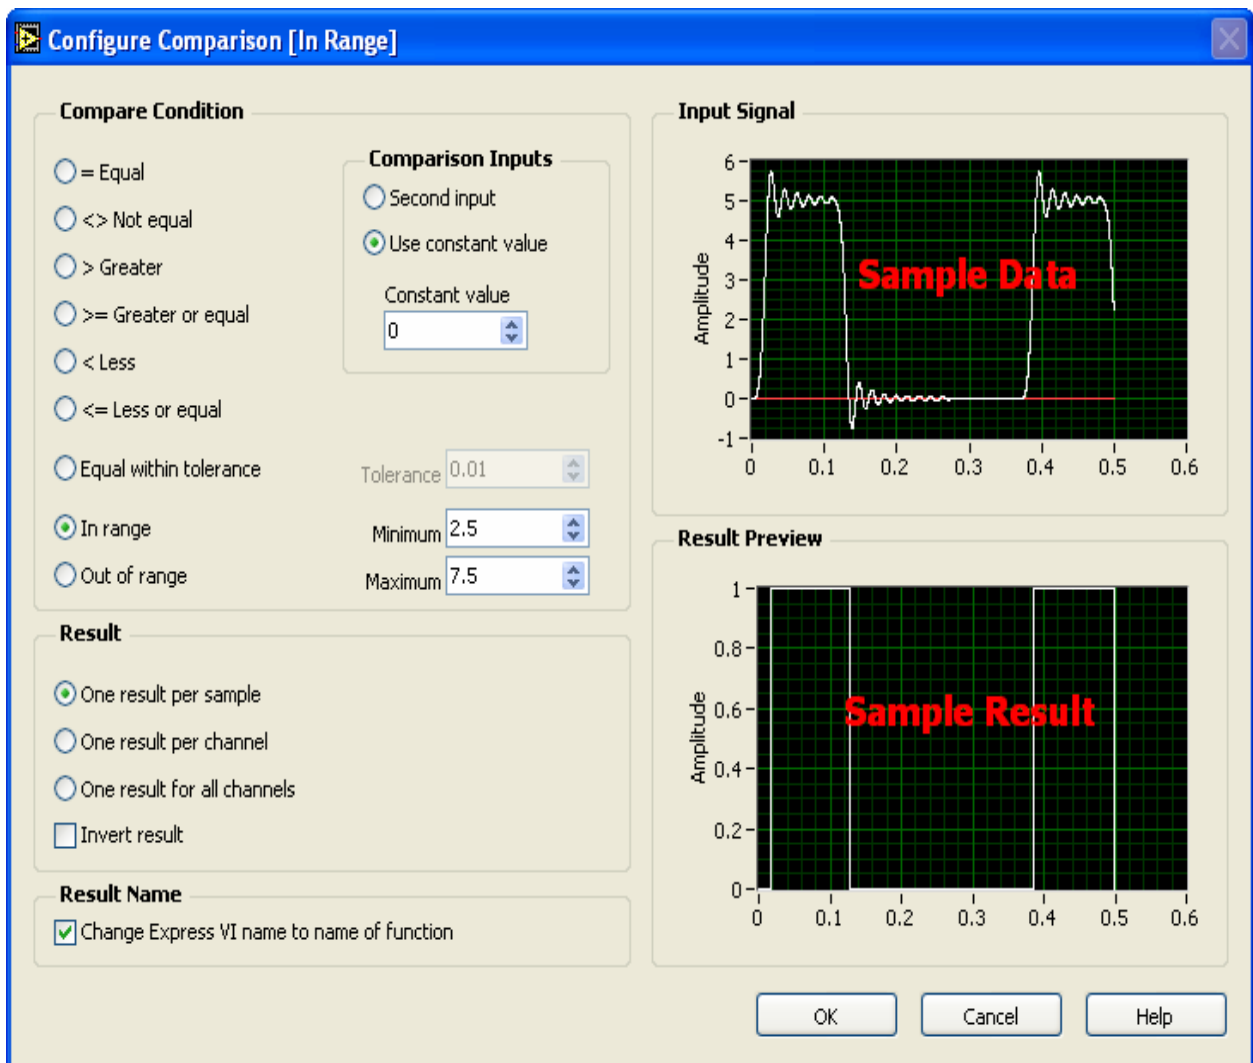 Configure Comparison [In Range]
Compare Condition
= Equal
<> Not equal
> Greater
>= Greater or equal
< Less
<= Less or equal
Equal within tolerance
In range
Out of range
Comparison Inputs
Second input
Use constant value
Constant value
0
Tolerance 0.01
Minimum 2.5
Maximum 7.5
Result
One result per sample
One result per channel
One result for all channels
Invert result
Result Name
Change Express VI name to name of function
Input Signal
Amplitude
6
5
4
3
2
1
0
-1
Sample Data
0 0.1 0.2 0.3 0.4 0.5 0.6
Result Preview
Amplitude
1
0.8
0.6
0.4
0.2
0
Sample Result
0 0.1 0.2 0.3 0.4 0.5 0.6
OK Cancel Help